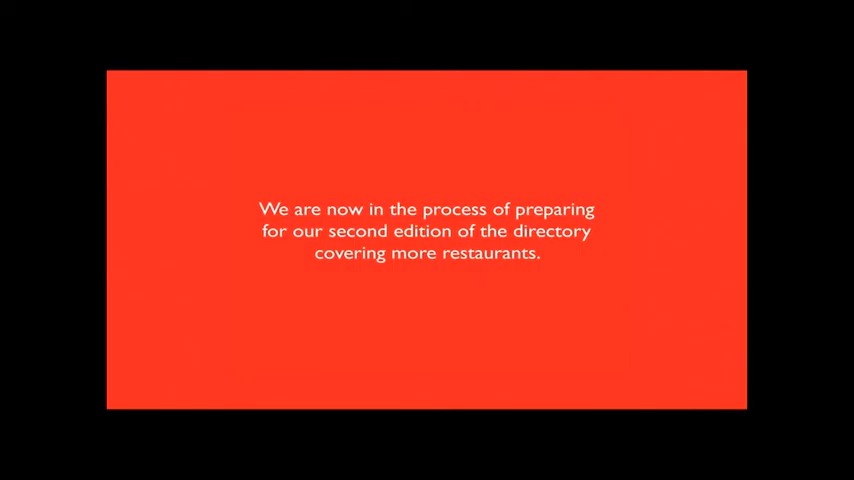 We are now in the process of preparing
for our second edition of the directory
covering more restaurants.